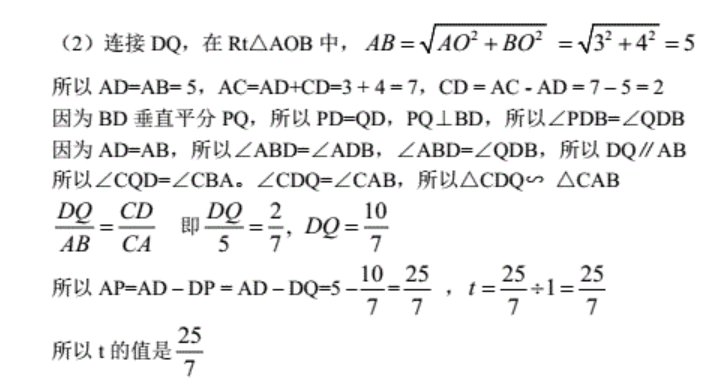 （2）连接 DQ，在 Rt△AOB 中，AB=√(AO²+BO²) =√(3²+4²)=5
所以 AD=AB= 5，AC=AD+CD=3 + 4 = 7，CD = AC - AD = 7 – 5 = 2
因为 BD 垂直平分 PQ，所以 PD=QD，PQ⊥BD，所以∠PDB=∠QDB
因为 AD=AB，所以∠ABD=∠ADB，∠ABD=∠QDB，所以 DQ∥AB
所以∠CQD=∠CBA。∠CDQ=∠CAB，所以△CDQ∽ △CAB
DQ/AB=CD/CA 即 DQ/5=2/7，DQ=10/7
所以 AP=AD – DP = AD – DQ=5 –10/7=25/7 ，t=25/7÷1=25/7
所以 t 的值是25/7